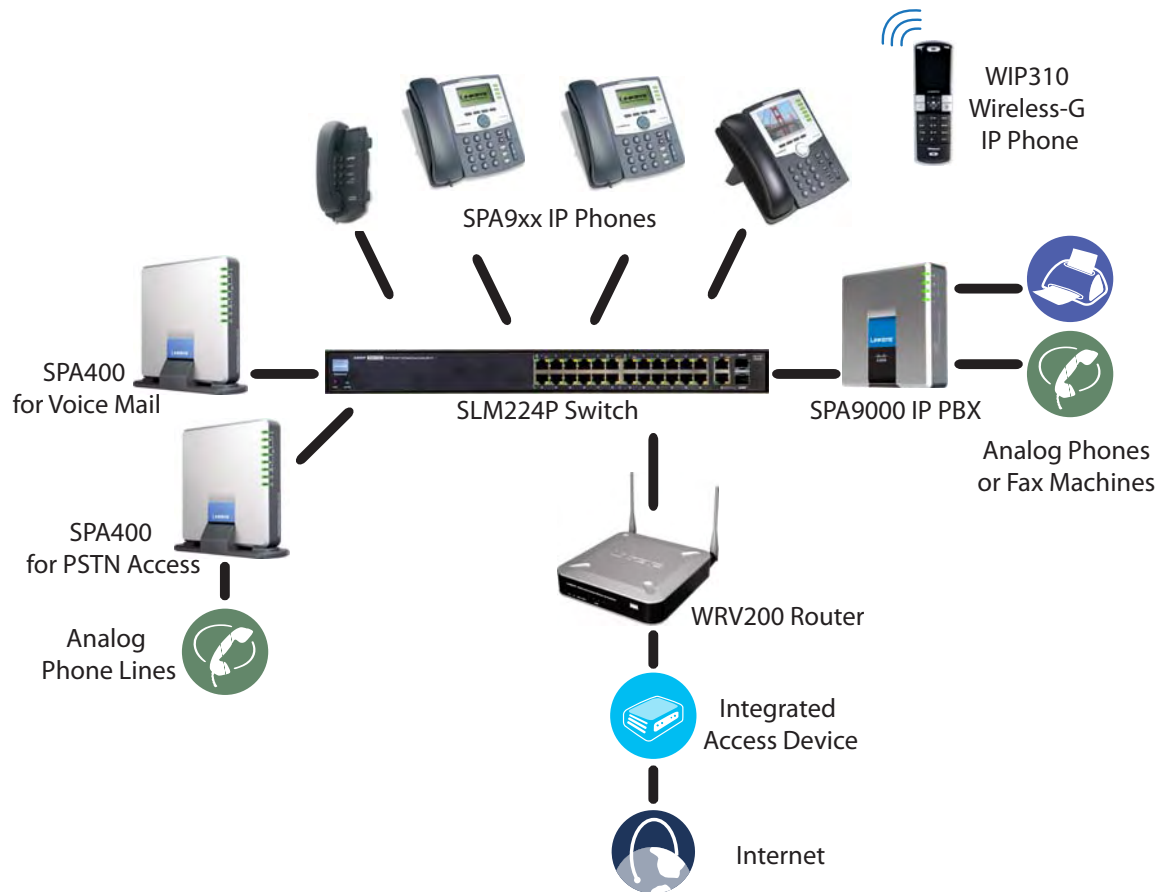 WIP310
Wireless-G
IP Phone
SPA9xx IP Phones
SPA400
for Voice Mail
SLM224P Switch
SPA9000 IP PBX
Analog Phones
or Fax Machines
SPA400
for PSTN Access
WRV200 Router
Analog
Phone Lines
Integrated
Access Device
Internet